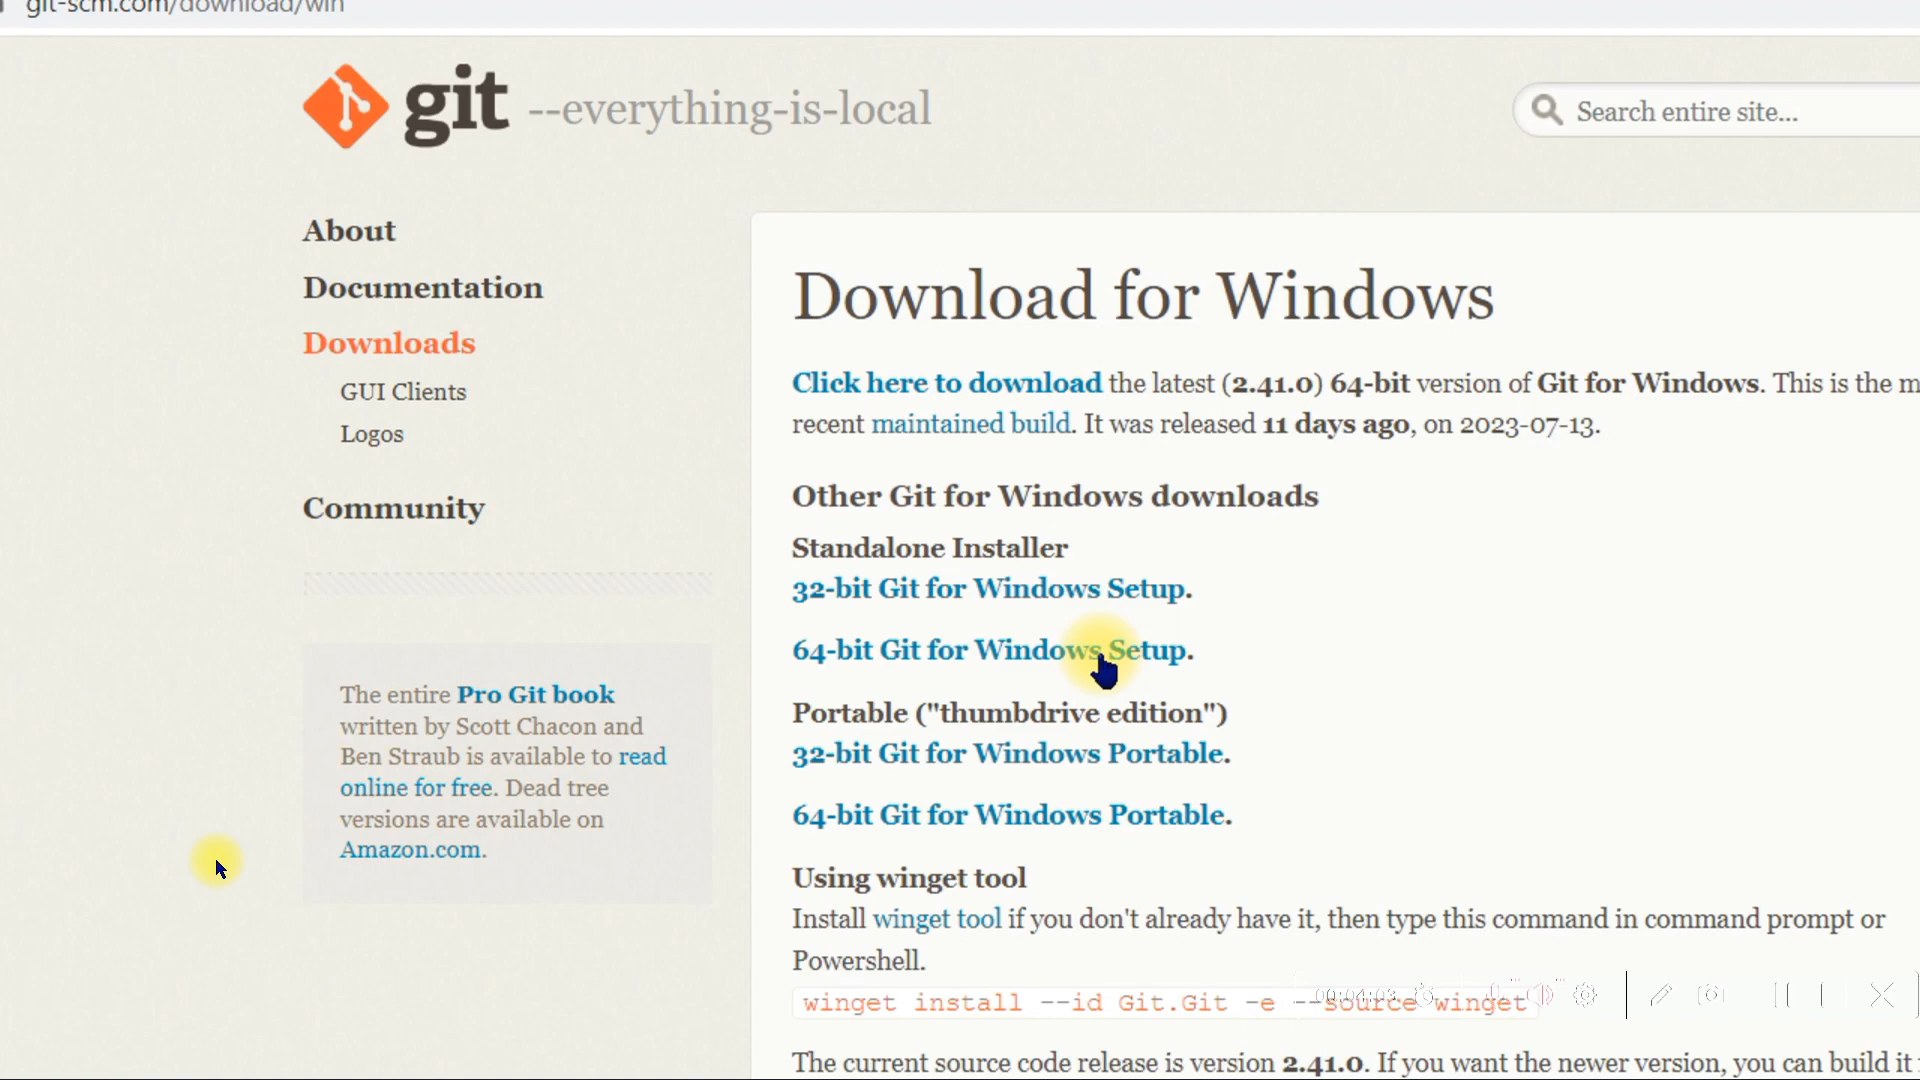 git-scm.com/download/win
git --everything-is-local
Search entire site...
About
Documentation
Downloads
GUI Clients
Logos
Community
The entire Pro Git book
written by Scott Chacon and
Ben Straub is available to read
online for free. Dead tree
versions are available on
Amazon.com.
Download for Windows
Click here to download the latest (2.41.0) 64-bit version of Git for Windows. This is the m
recent maintained build. It was released 11 days ago, on 2023-07-13.
Other Git for Windows downloads
Standalone Installer
32-bit Git for Windows Setup.
64-bit Git for Windows Setup.
Portable ("thumbdrive edition")
32-bit Git for Windows Portable.
64-bit Git for Windows Portable.
Using winget tool
Install winget tool if you don't already have it, then type this command in command prompt or
Powershell.
winget install --id Git.Git -e --source winget
00:04:03
The current source code release is version 2.41.0. If you want the newer version, you can build it